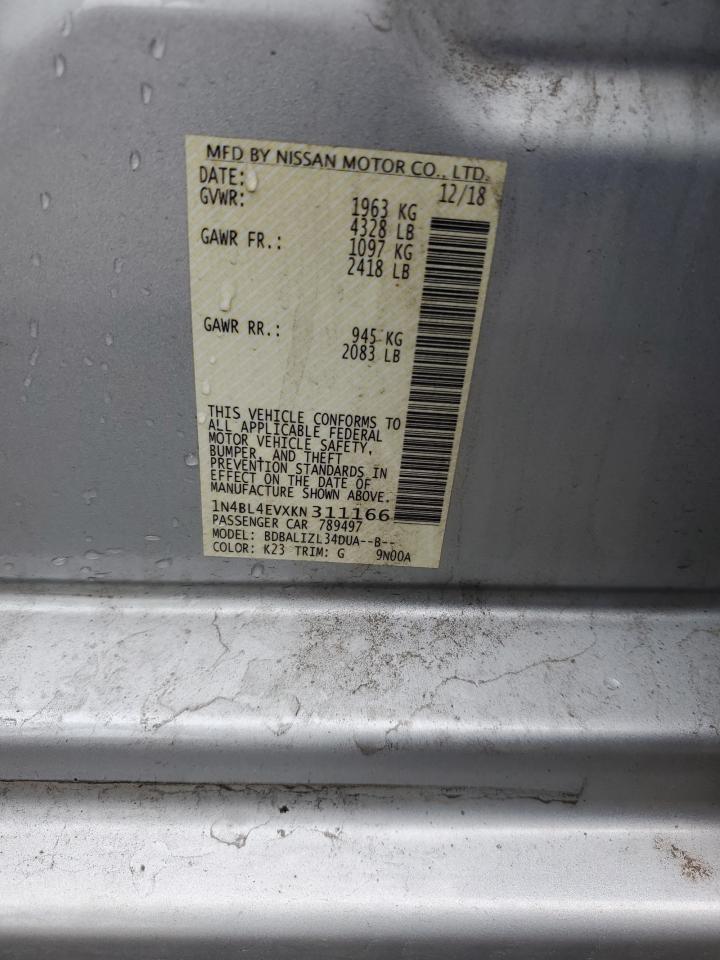 MFD BY NISSAN MOTOR CO., LTD.
DATE: 12/18
GVWR: 1963 KG
4328 LB
GAWR FR.: 1097 KG
2418 LB
GAWR RR.: 945 KG
2083 LB
THIS VEHICLE CONFORMS TO
ALL APPLICABLE FEDERAL
MOTOR VEHICLE SAFETY,
BUMPER, AND THEFT
PREVENTION STANDARDS IN
EFFECT ON THE DATE OF
MANUFACTURE SHOWN ABOVE.
1N4BL4EVXKN311166
PASSENGER CAR 789497
MODEL: BDBALIZL34DUA--B--
COLOR: K23 TRIM: G 9N00A